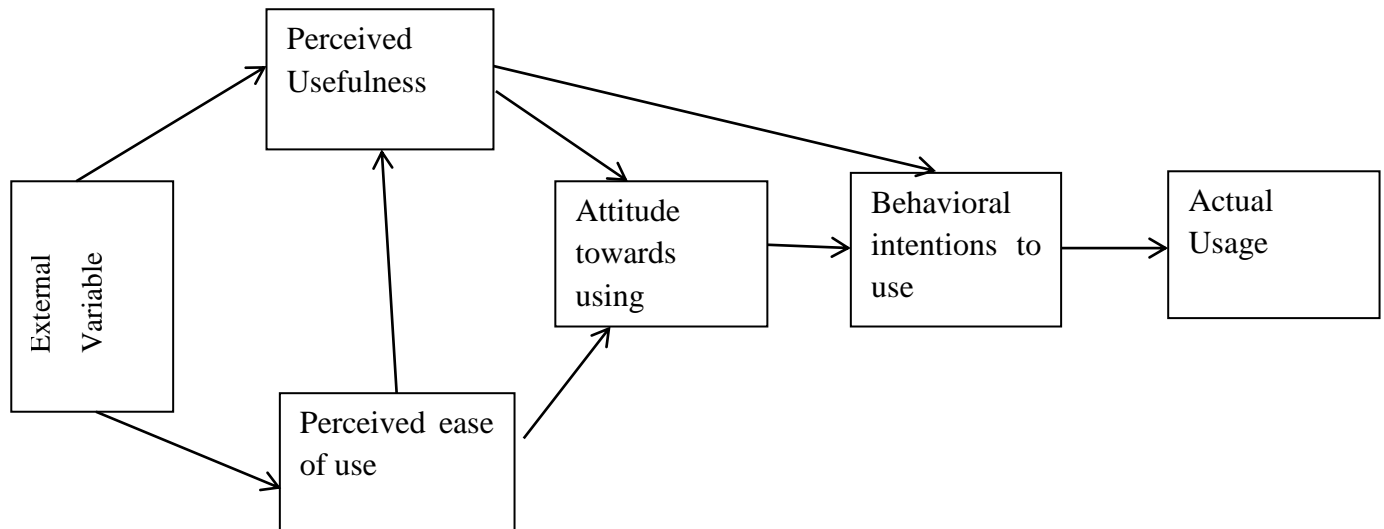 Perceived
Usefulness
External
Variable
Attitude
towards
using
Behavioral
intentions to
use
Actual
Usage
Perceived ease
of use